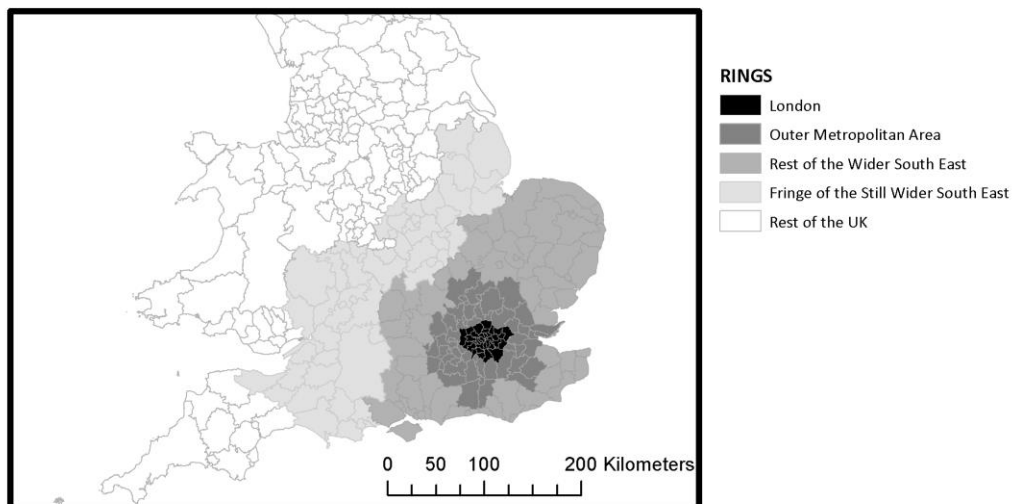 RINGS
London
Outer Metropolitan Area
Rest of the Wider South East
Fringe of the Still Wider South East
Rest of the UK
0 50 100 200 Kilometers